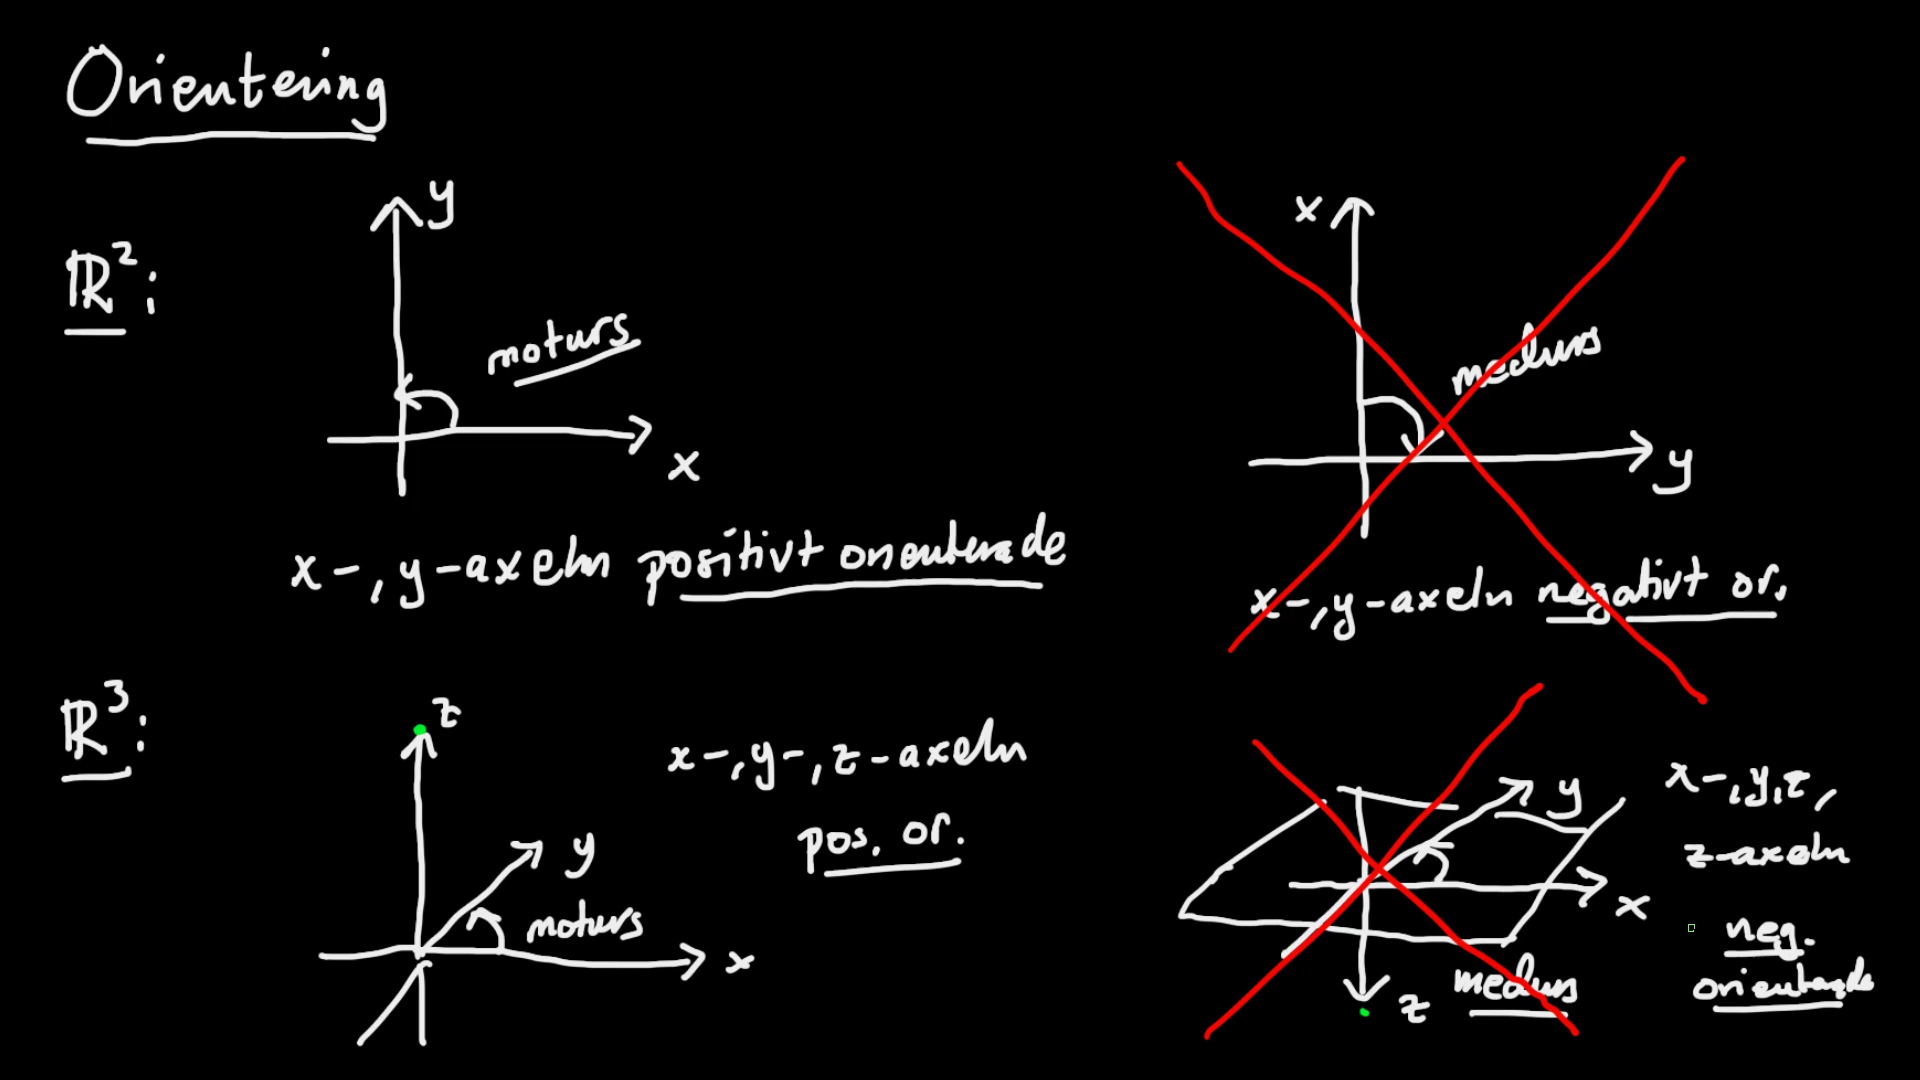 Orientering
ℝ²:
y
moturs
x
x-, y-axeln positivt orienterade
x
medurs
y
x-, y-axeln negativt or.
ℝ³:
z
y
moturs
x
x-, y-, z-axeln
pos. or.
y
x
z
medurs
x-, y, z,
z-axeln
neg.
orienterade